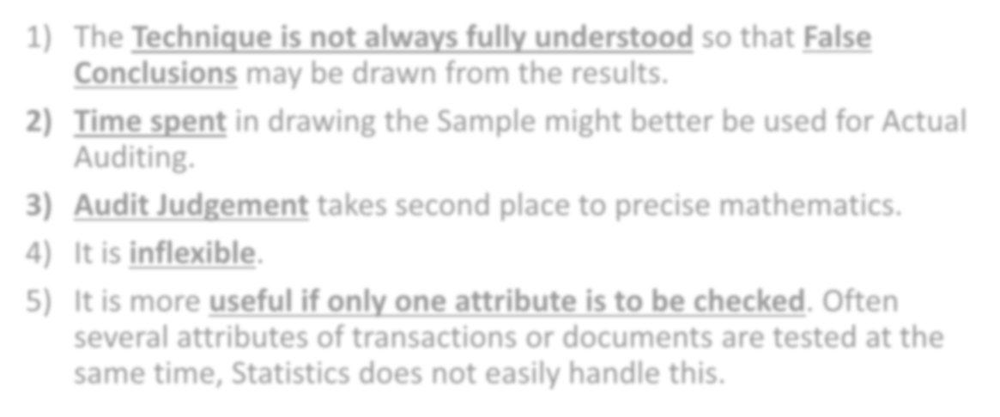 1) The Technique is not always fully understood so that False
Conclusions may be drawn from the results.
2) Time spent in drawing the Sample might better be used for Actual
Auditing.
3) Audit Judgement takes second place to precise mathematics.
4) It is inflexible.
5) It is more useful if only one attribute is to be checked. Often
several attributes of transactions or documents are tested at the
same time, Statistics does not easily handle this.